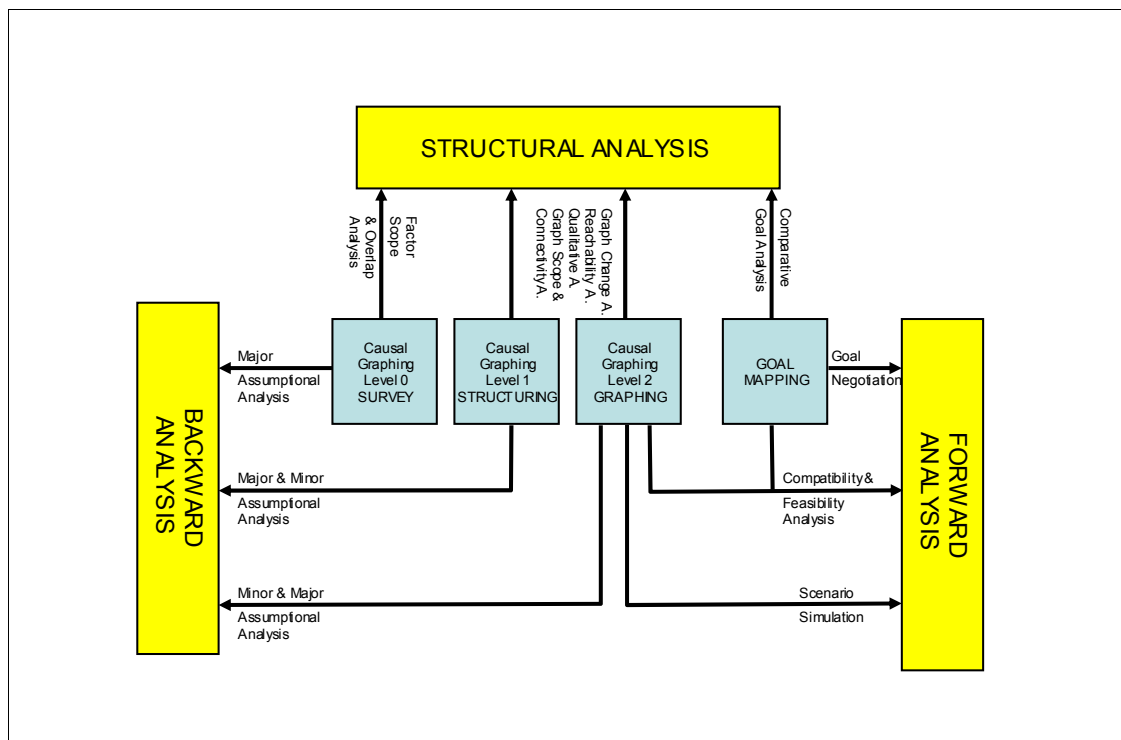 STRUCTURAL ANALYSIS
Factor
Scope
& Overlap
Analysis
Graph Change A.
Reachability A.
Qualitative A.
Graph Scope &
Connectivity A.
Comparative
Goal Analysis
BACKWARD
ANALYSIS
Major
Assumptional
Analysis
Causal
Graphing
Level 0
SURVEY
Causal
Graphing
Level 1
STRUCTURING
Causal
Graphing
Level 2
GRAPHING
GOAL
MAPPING
Goal
Negotiation
FORWARD
ANALYSIS
Major & Minor
Assumptional
Analysis
Compatibility &
Feasibility
Analysis
Minor & Major
Assumptional
Analysis
Scenario
Simulation